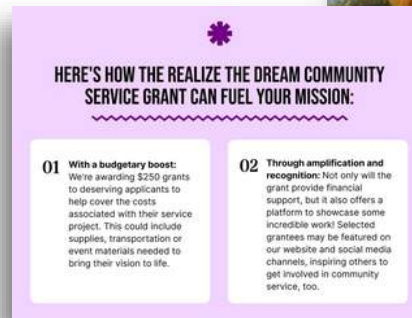 HERE'S HOW THE REALIZE THE DREAM COMMUNITY
SERVICE GRANT CAN FUEL YOUR MISSION:
01
With a budgetary boost:
We're awarding $250 grants
to deserving applicants to
help cover the costs
associated with their service
project. This could include
supplies, transportation or
event materials needed to
bring their vision to life.
02
Through amplification and
recognition: Not only will the
grant provide financial
support, but it also offers a
platform to showcase some
incredible work! Selected
grantees may be featured on
our website and social media
channels, inspiring others to
get involved in community
service, too.